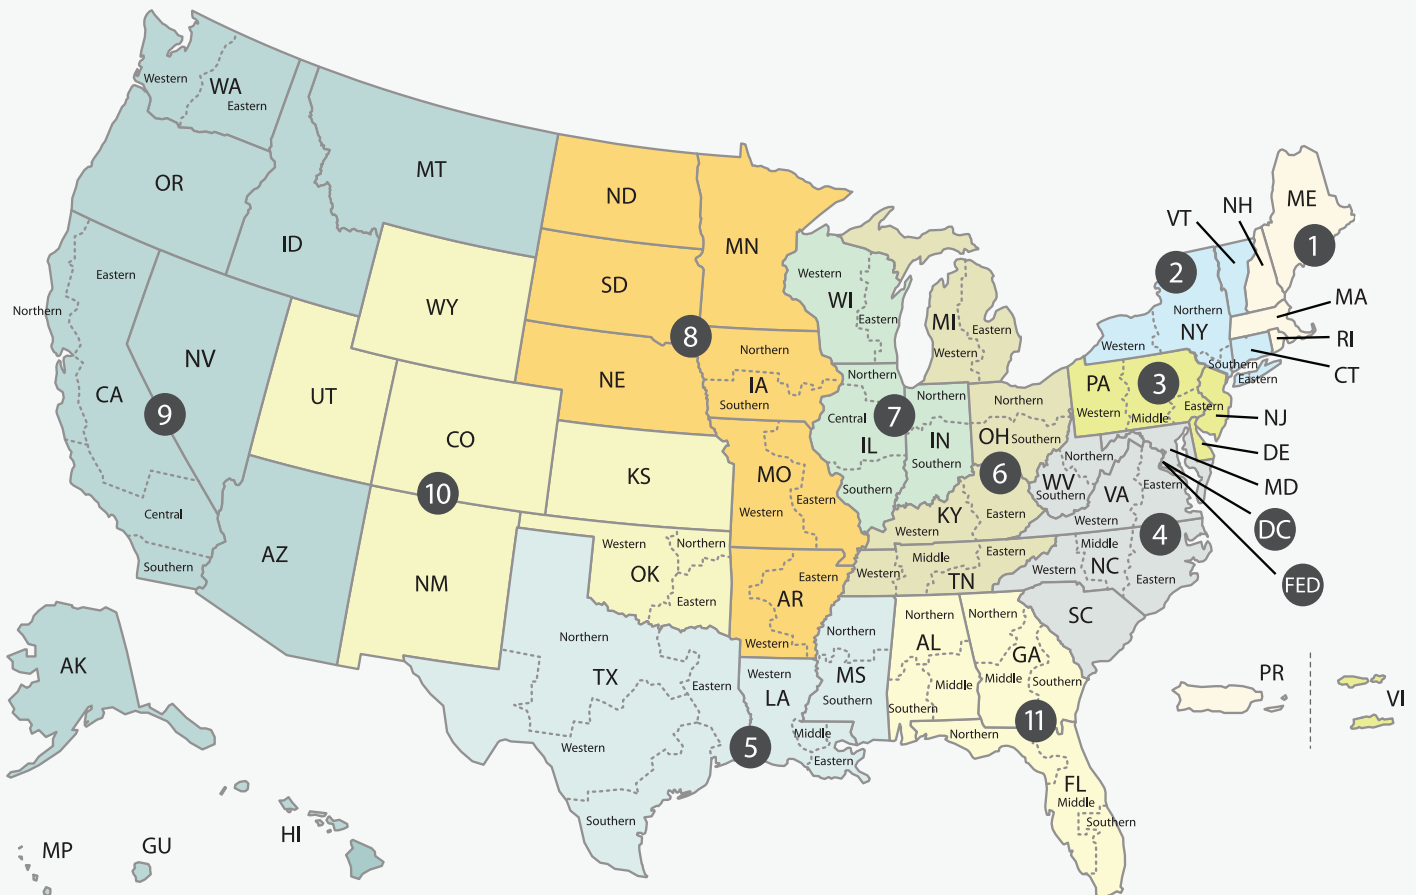 Western
WA
Eastern
MT
OR
ID
ND
MN
SD
WY
Eastern
Northern
NV
CA
9
UT
Central
Southern
AZ
CO
10
NM
NE
8
KS
Northern
IA
Southern
MO
Western
Eastern
Western
Northern
OK
Eastern
Eastern
AR
Western
Western
WI
Eastern
MI
Eastern
Western
Northern
Central
7
IL
Southern
Northern
IN
Southern
Northern
OH
Southern
6
KY
Eastern
Western
Western
Middle
Eastern
TN
VT
NH
ME
1
2
Northern
NY
Western
Southern
Eastern
MA
RI
CT
PA
3
Western
Middle
Eastern
NJ
DE
MD
DC
FED
Northern
WV
Southern
VA
Eastern
Western
4
Middle
Western
NC
Eastern
SC
Northern
TX
Eastern
Western
Southern
Western
LA
Middle
Eastern
5
Northern
MS
Southern
Northern
AL
Middle
Southern
Northern
GA
Middle
Southern
11
Northern
FL
Middle
Southern
PR
VI
AK
HI
GU
MP